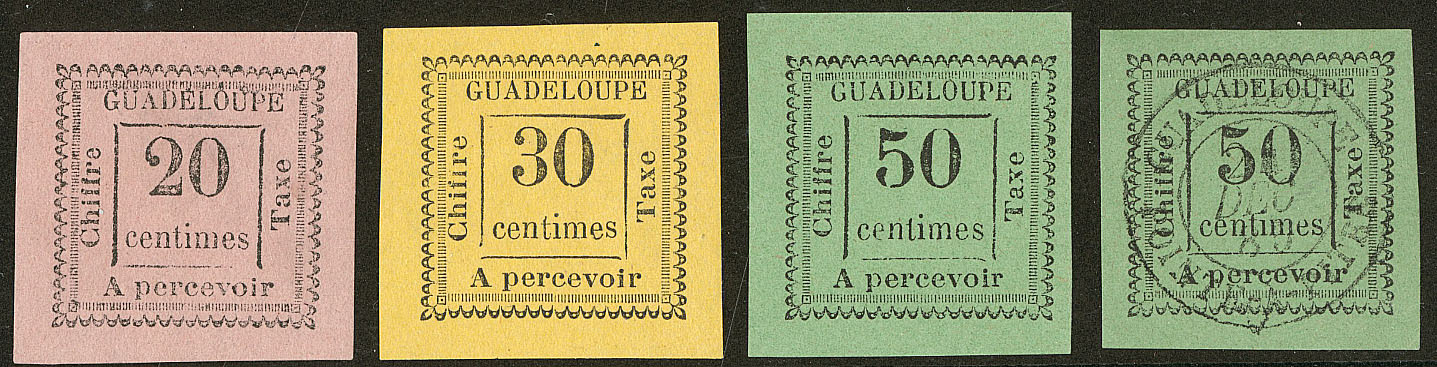 GUADELOUPE
Chiffre
20
centimes
Taxe
A percevoir
GUADELOUPE
Chiffre
30
centimes
Taxe
A percevoir
GUADELOUPE
Chiffre
50
centimes
Taxe
A percevoir
GUADELOUPE
Chiffre
50
centimes
Taxe
A percevoir
DEC